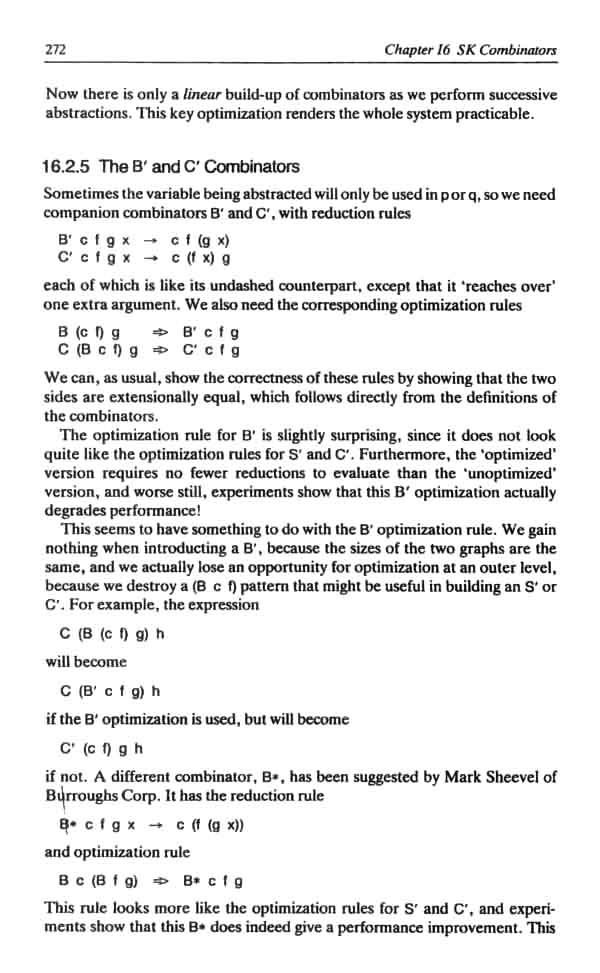 272
Chapter 16 SK Combinators
Now there is only a linear build-up of combinators as we perform successive
abstractions. This key optimization renders the whole system practicable.
16.2.5 The B′ and C′ Combinators
Sometimes the variable being abstracted will only be used in p or q, so we need
companion combinators B′ and C′, with reduction rules
B′ c f g x → c f (g x)
C′ c f g x → c (f x) g
each of which is like its undashed counterpart, except that it ‘reaches over’
one extra argument. We also need the corresponding optimization rules
B (c f) g ⇒ B′ c f g
C (B c f) g ⇒ C′ c f g
We can, as usual, show the correctness of these rules by showing that the two
sides are extensionally equal, which follows directly from the definitions of
the combinators.
The optimization rule for B′ is slightly surprising, since it does not look
quite like the optimization rules for S′ and C′. Furthermore, the ‘optimized’
version requires no fewer reductions to evaluate than the ‘unoptimized’
version, and worse still, experiments show that this B′ optimization actually
degrades performance!
This seems to have something to do with the B′ optimization rule. We gain
nothing when introducting a B′, because the sizes of the two graphs are the
same, and we actually lose an opportunity for optimization at an outer level,
because we destroy a (B c f) pattern that might be useful in building an S′ or
C′. For example, the expression
C (B (c f) g) h
will become
C (B′ c f g) h
if the B′ optimization is used, but will become
C′ (c f) g h
if not. A different combinator, B*, has been suggested by Mark Sheevel of
Burroughs Corp. It has the reduction rule
B* c f g x → c (f (g x))
and optimization rule
B c (B f g) ⇒ B* c f g
This rule looks more like the optimization rules for S′ and C′, and experi-
ments show that this B* does indeed give a performance improvement. This